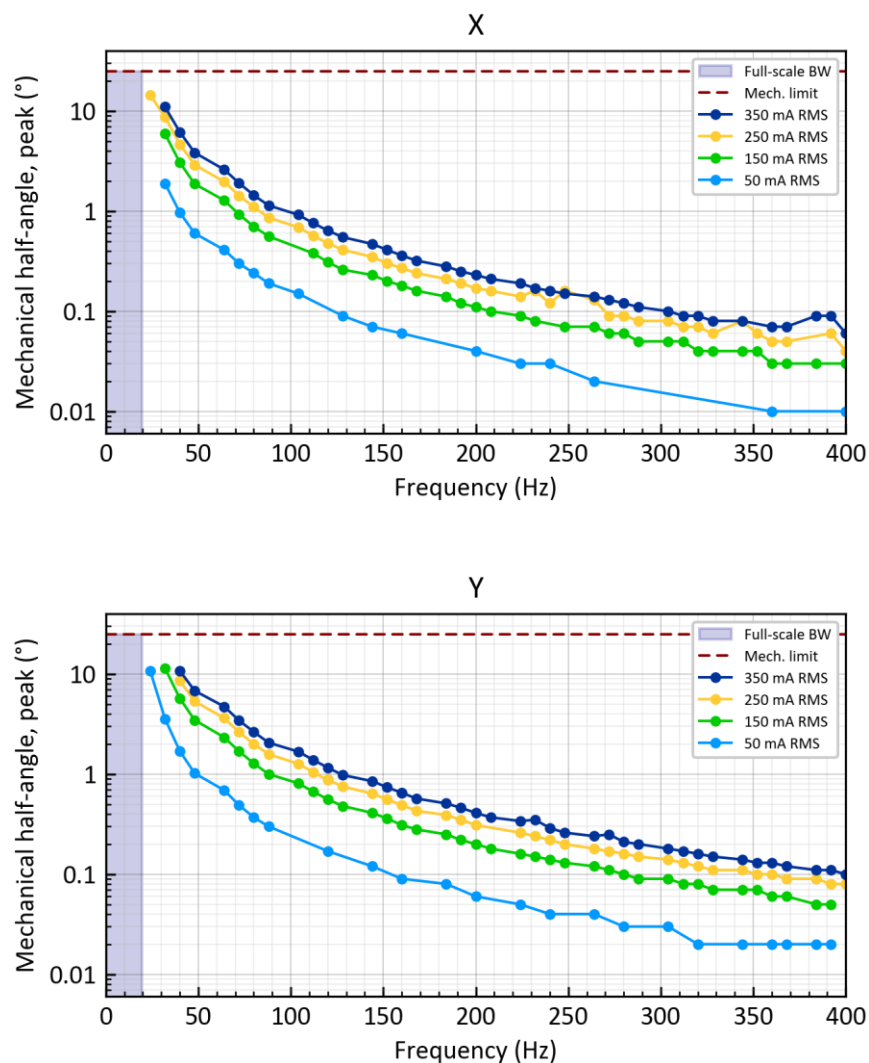 X
Mechanical half-angle, peak (°)
10
1
0.1
0.01
Full-scale BW
Mech. limit
350 mA RMS
250 mA RMS
150 mA RMS
50 mA RMS
0 50 100 150 200 250 300 350 400
Frequency (Hz)
Y
Mechanical half-angle, peak (°)
10
1
0.1
0.01
Full-scale BW
Mech. limit
350 mA RMS
250 mA RMS
150 mA RMS
50 mA RMS
0 50 100 150 200 250 300 350 400
Frequency (Hz)